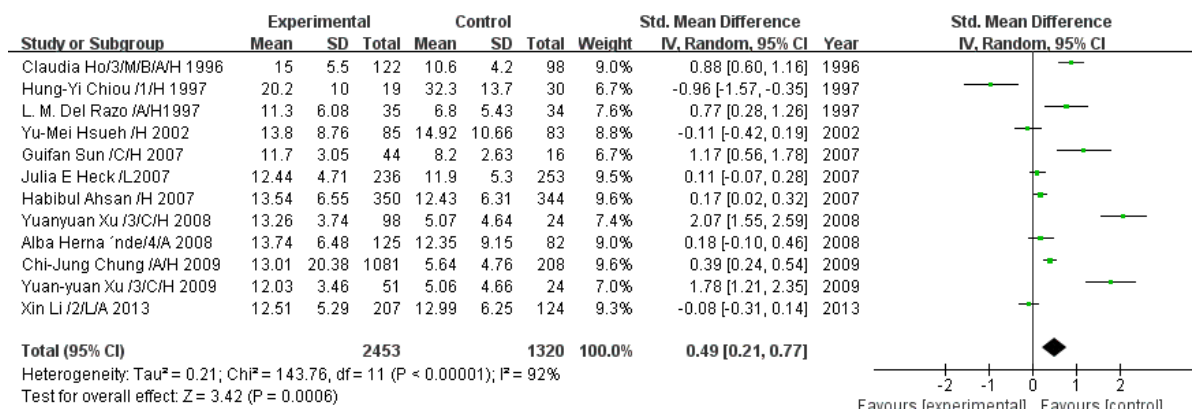 Experimental Control Std. Mean Difference Std. Mean Difference
Study or Subgroup Mean SD Total Mean SD Total Weight IV, Random, 95% CI Year IV, Random, 95% CI
Claudia Ho/3/M/B/A/H 1996 15 5.5 122 10.6 4.2 98 9.0% 0.88 [0.60, 1.16] 1996
Hung-Yi Chiou /1/H 1997 20.2 10 19 32.3 13.7 30 6.7% -0.96 [-1.57, -0.35] 1997
L. M. Del Razo /A/H1997 11.3 6.08 35 6.8 5.43 34 7.6% 0.77 [0.28, 1.26] 1997
Yu-Mei Hsueh /H 2002 13.8 8.76 85 14.92 10.66 83 8.8% -0.11 [-0.42, 0.19] 2002
Guifan Sun /C/H 2007 11.7 3.05 44 8.2 2.63 16 6.7% 1.17 [0.56, 1.78] 2007
Julia E Heck /L2007 12.44 4.71 236 11.9 5.3 253 9.5% 0.11 [-0.07, 0.28] 2007
Habibul Ahsan /H 2007 13.54 6.55 350 12.43 6.31 344 9.6% 0.17 [0.02, 0.32] 2007
Yuanyuan Xu /3/C/H 2008 13.26 3.74 98 5.07 4.64 24 7.4% 2.07 [1.55, 2.59] 2008
Alba Herna ´nde/4/A 2008 13.74 6.48 125 12.35 9.15 82 9.0% 0.18 [-0.10, 0.46] 2008
Chi-Jung Chung /A/H 2009 13.01 20.38 1081 5.64 4.76 208 9.6% 0.39 [0.24, 0.54] 2009
Yuan-yuan Xu /3/C/H 2009 12.03 3.46 51 5.06 4.66 24 7.0% 1.78 [1.21, 2.35] 2009
Xin Li /2/L/A 2013 12.51 5.29 207 12.99 6.25 124 9.3% -0.08 [-0.31, 0.14] 2013
Total (95% CI) 2453 1320 100.0% 0.49 [0.21, 0.77]
Heterogeneity: Tau² = 0.21; Chi² = 143.76, df = 11 (P < 0.00001); I² = 92%
Test for overall effect: Z = 3.42 (P = 0.0006)
-2 -1 0 1 2
Favours [experimental] Favours [control]